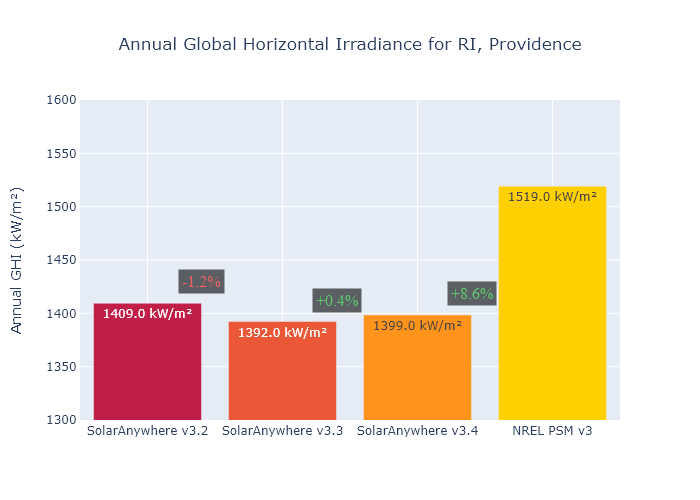 Annual Global Horizontal Irradiance for RI, Providence
Annual GHI (kW/m²)
1600
1550
1500
1450
1400
1350
1300
1409.0 kW/m²
-1.2%
1392.0 kW/m²
+0.4%
1399.0 kW/m²
+8.6%
1519.0 kW/m²
SolarAnywhere v3.2
SolarAnywhere v3.3
SolarAnywhere v3.4
NREL PSM v3